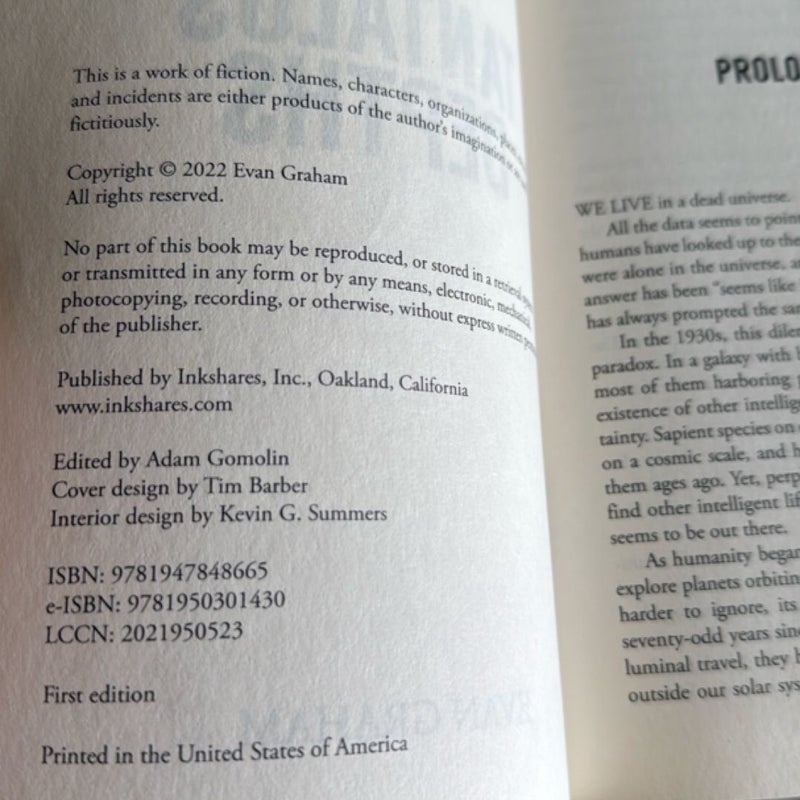 This is a work of fiction. Names, characters, organizations, places,
and incidents are either products of the author's imagination or
fictitiously.
Copyright © 2022 Evan Graham
All rights reserved.
No part of this book may be reproduced, or stored in a retrieval
or transmitted in any form or by any means, electronic, mechanical,
photocopying, recording, or otherwise, without express written
of the publisher.
Published by Inkshares, Inc., Oakland, California
www.inkshares.com
Edited by Adam Gomolin
Cover design by Tim Barber
Interior design by Kevin G. Summers
ISBN: 9781947848665
e-ISBN: 9781950301430
LCCN: 2021950523
First edition
Printed in the United States of America
PROLO
WE LIVE in a dead universe.
All the data seems to point
humans have looked up to the
were alone in the universe, a
answer has been "seems like
has always prompted the sa
In the 1930s, this dile
paradox. In a galaxy with
most of them harboring
existence of other intellig
tainty. Sapient species on
on a cosmic scale, and h
them ages ago. Yet, perp
find other intelligent lif
seems to be out there.
As humanity began
explore planets orbitin
harder to ignore, its
seventy-odd years sinc
luminal travel, they h
outside our solar sys